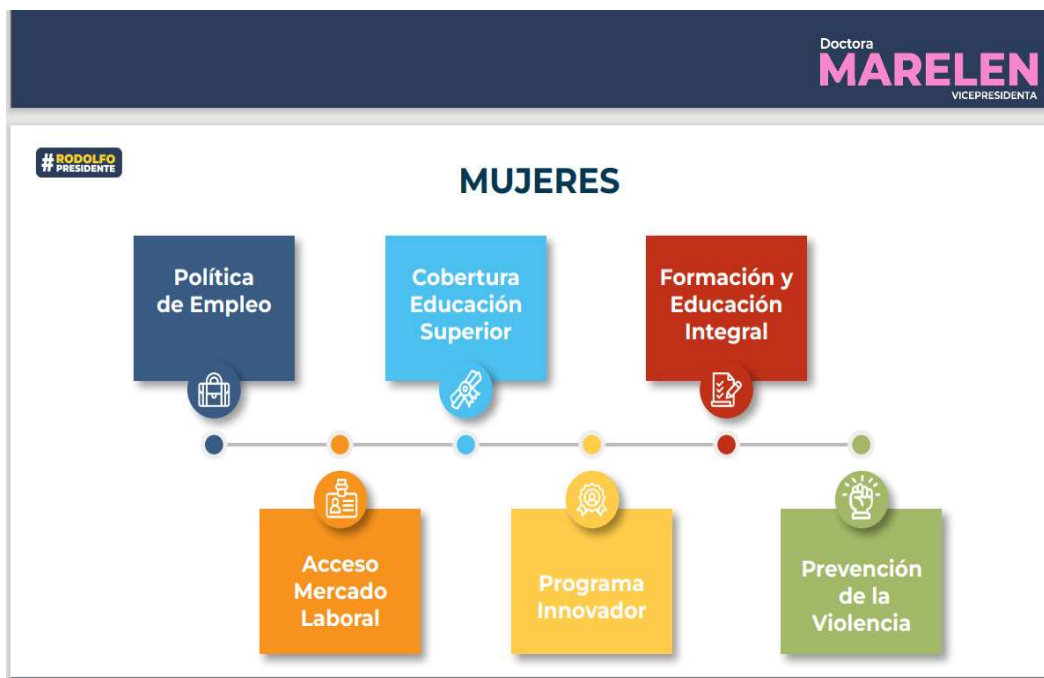 Doctora
MARELEN
VICEPRESIDENTA
#RODOLFO
PRESIDENTE
MUJERES
Política
de Empleo
Cobertura
Educación
Superior
Formación y
Educación
Integral
Acceso
Mercado
Laboral
Programa
Innovador
Prevención
de la
Violencia